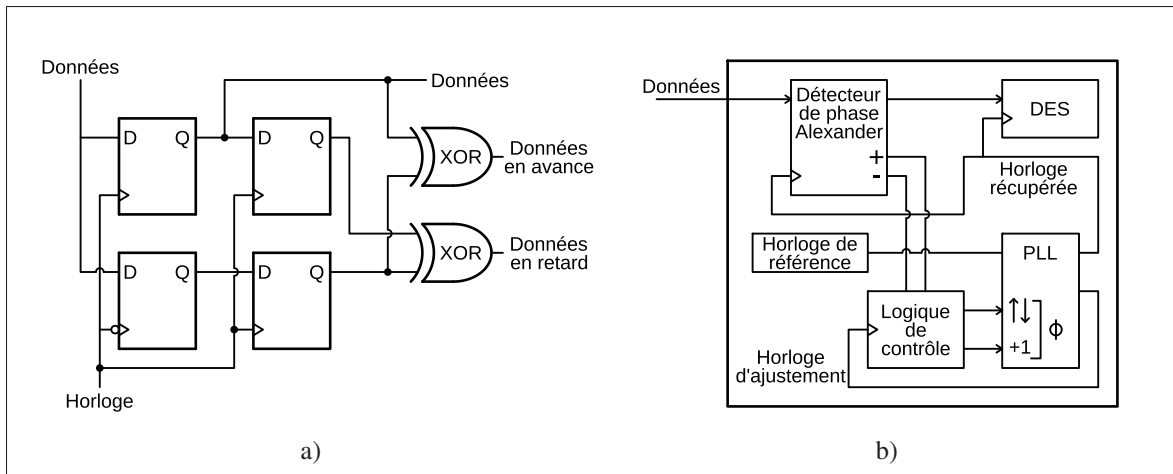 Données
Données
D
Q
D
Q
XOR
Données
en avance
D
Q
D
Q
XOR
Données
en retard
Horloge
a)
Données
Détecteur
de phase
Alexander
+
-
DES
Horloge
récupérée
Horloge de
référence
PLL
Logique
de
contrôle
↑↓
+1
ϕ
Horloge
d'ajustement
b)